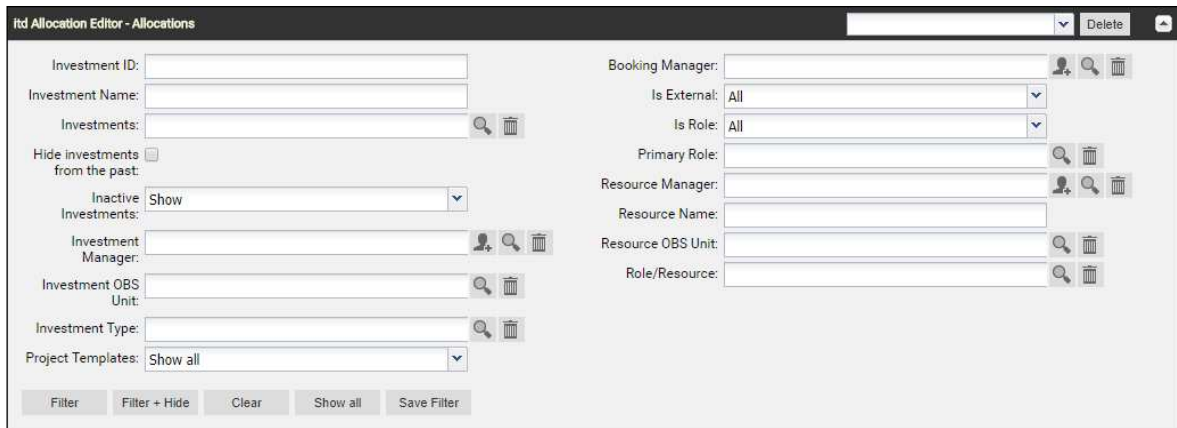 itd Allocation Editor - Allocations
Delete
Investment ID:
Investment Name:
Investments:
Hide investments
from the past:
Inactive
Investments:
Show
Investment
Manager:
Investment OBS
Unit:
Investment Type:
Project Templates:
Show all
Booking Manager:
Is External:
All
Is Role:
All
Primary Role:
Resource Manager:
Resource Name:
Resource OBS Unit:
Role/Resource:
Filter
Filter + Hide
Clear
Show all
Save Filter